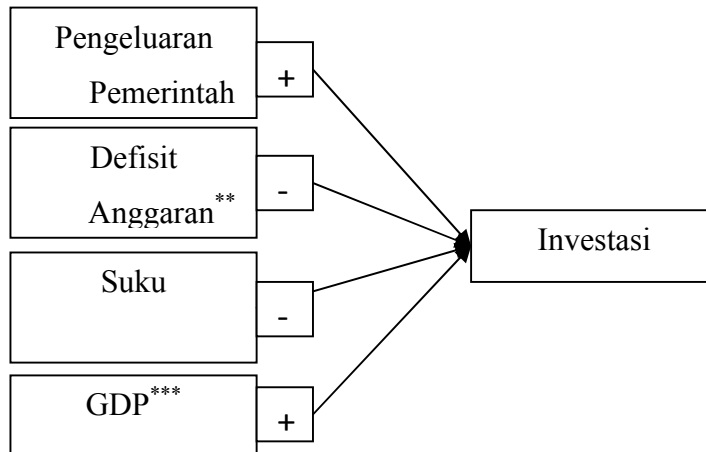 Pengeluaran
Pemerintah
+
Defisit
Anggaran**
-
Suku
-
GDP***
+
Investasi